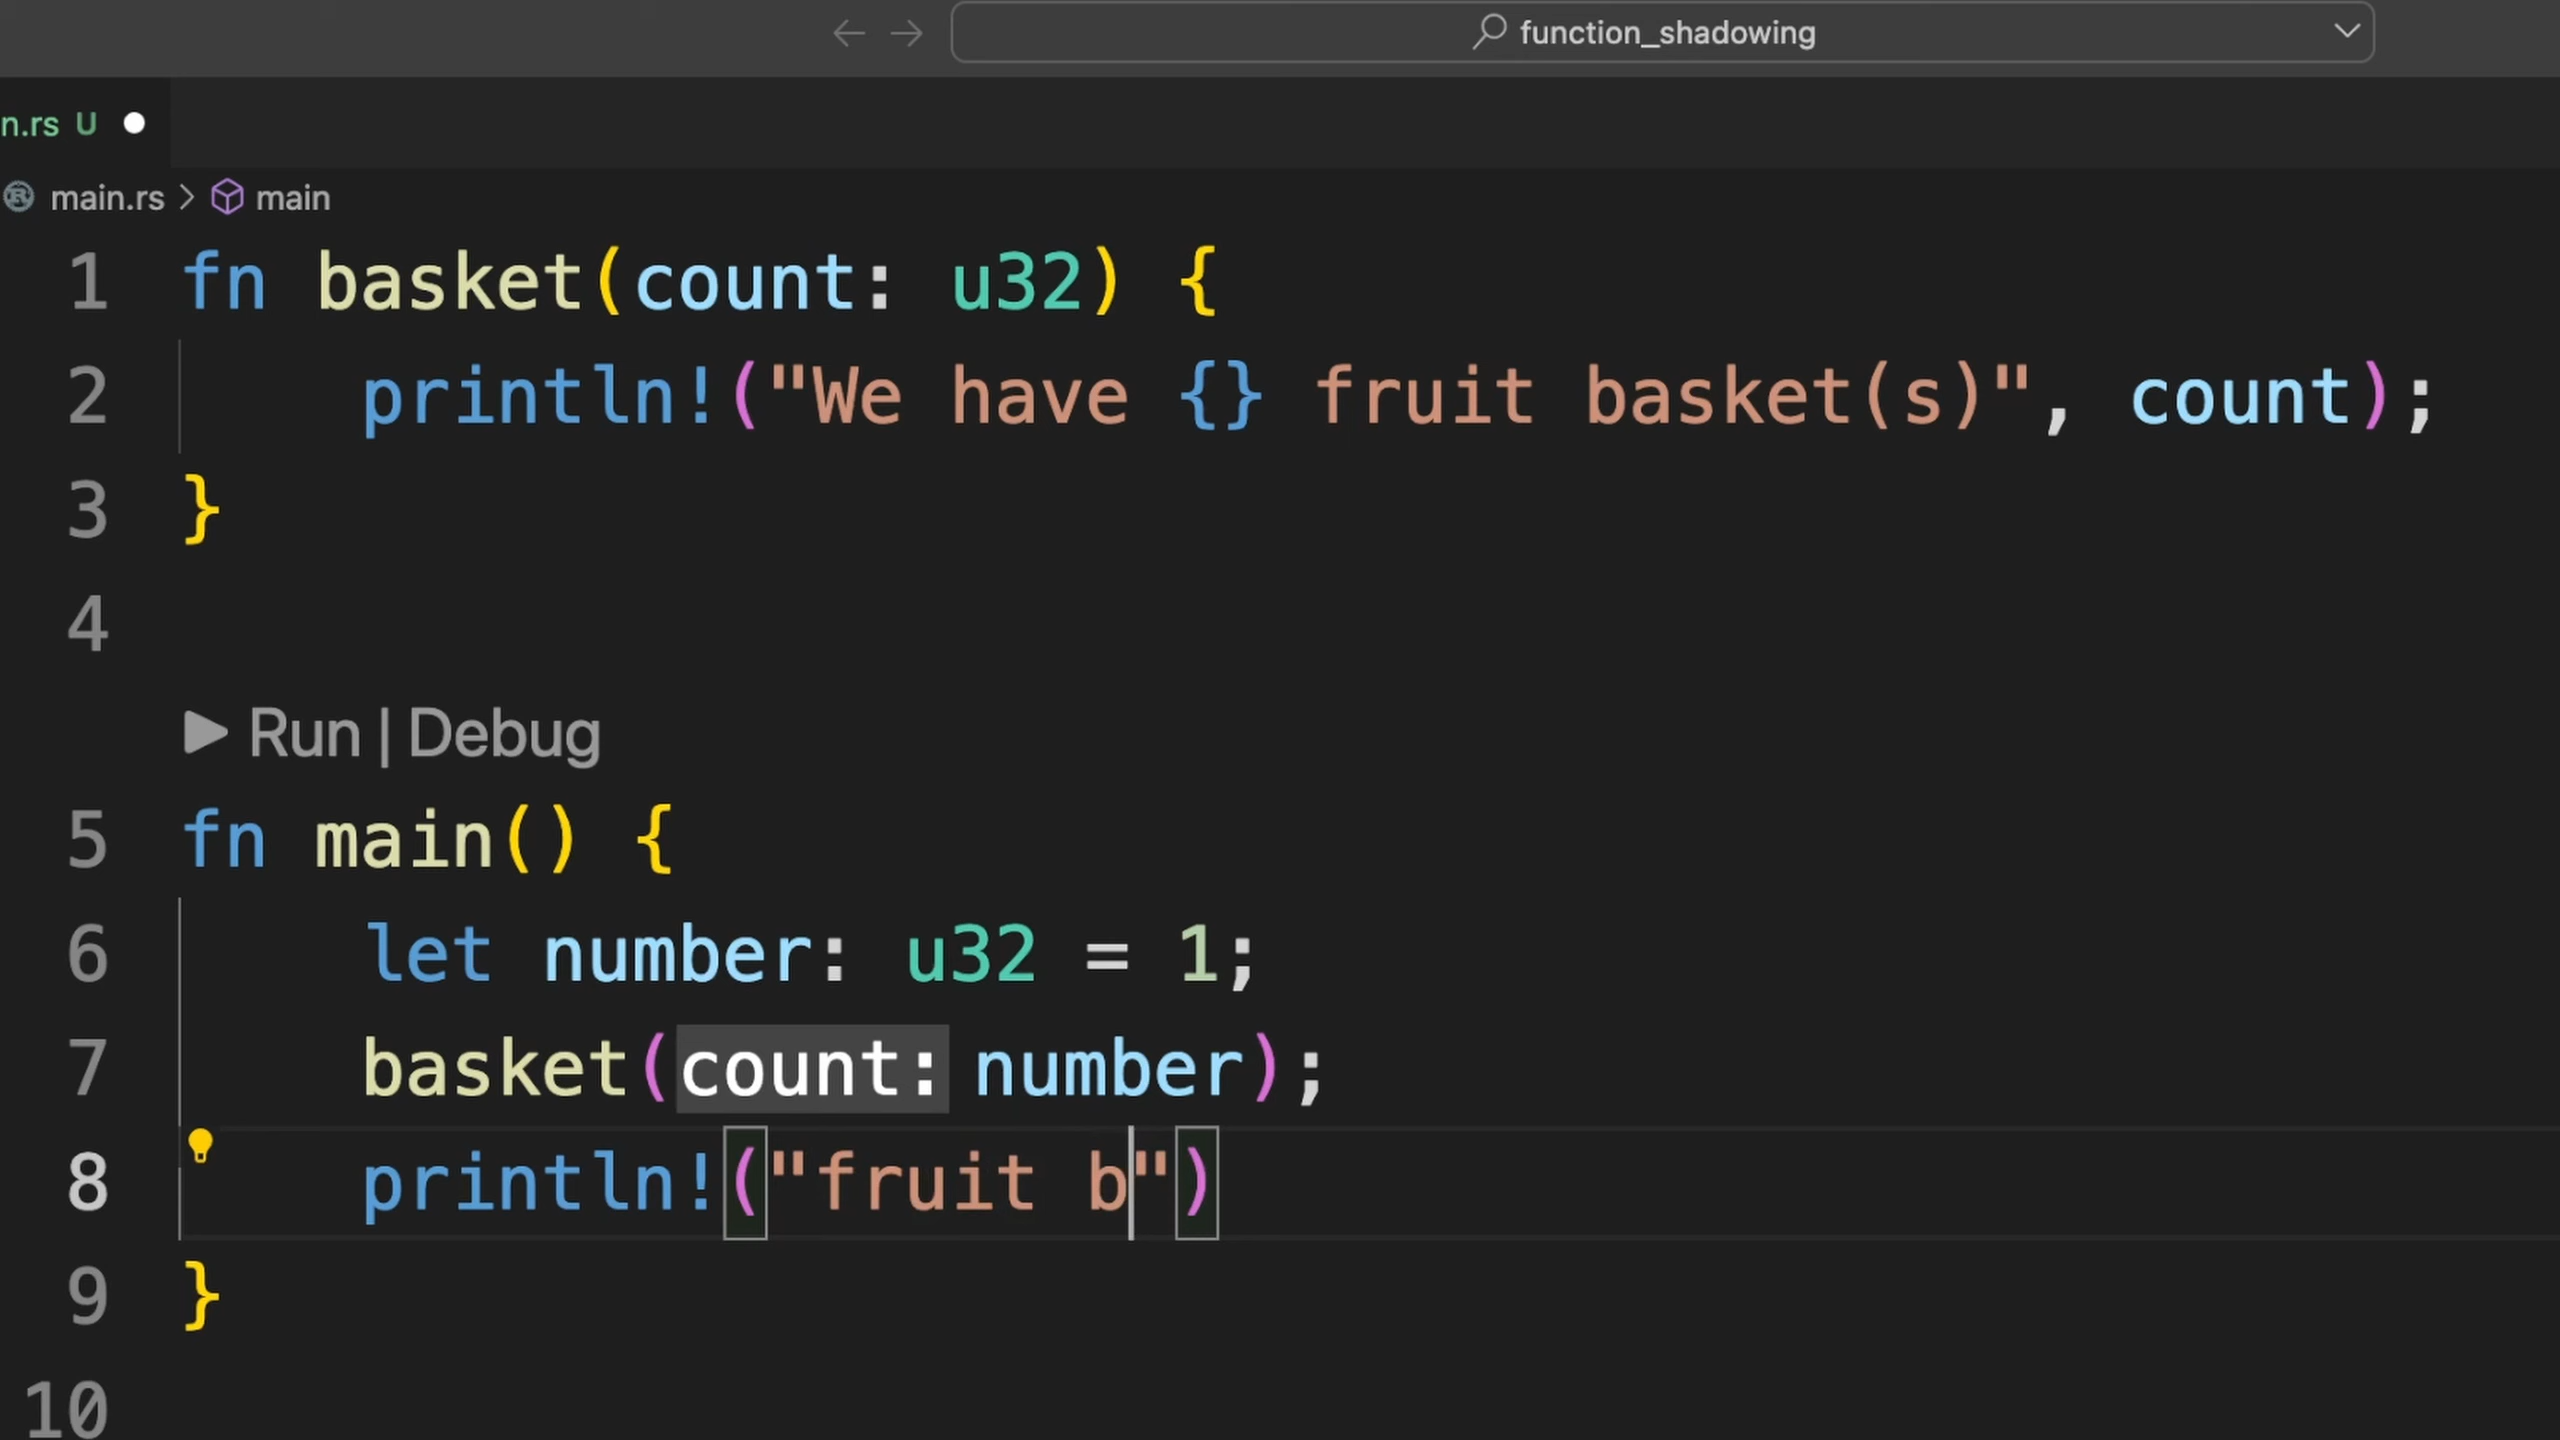 function_shadowing
n.rs U
main.rs > main
1 fn basket(count: u32) {
2 println!("We have {} fruit basket(s)", count);
3 }
4
Run | Debug
5 fn main() {
6 let number: u32 = 1;
7 basket(count: number);
8 println!("fruit b")
9 }
10